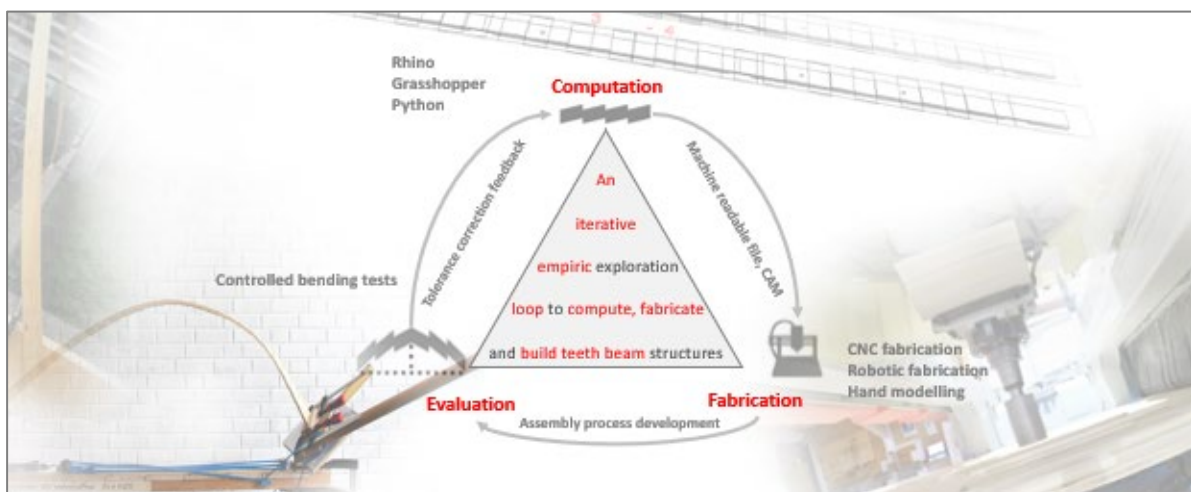 Rhino
Grasshopper
Python
Computation
Tolerance correction feedback
Machine readable file, CAM
An
iterative
empiric exploration
loop to compute, fabricate
and build teeth beam structures
Controlled bending tests
CNC fabrication
Robotic fabrication
Hand modelling
Evaluation
Fabrication
Assembly process development